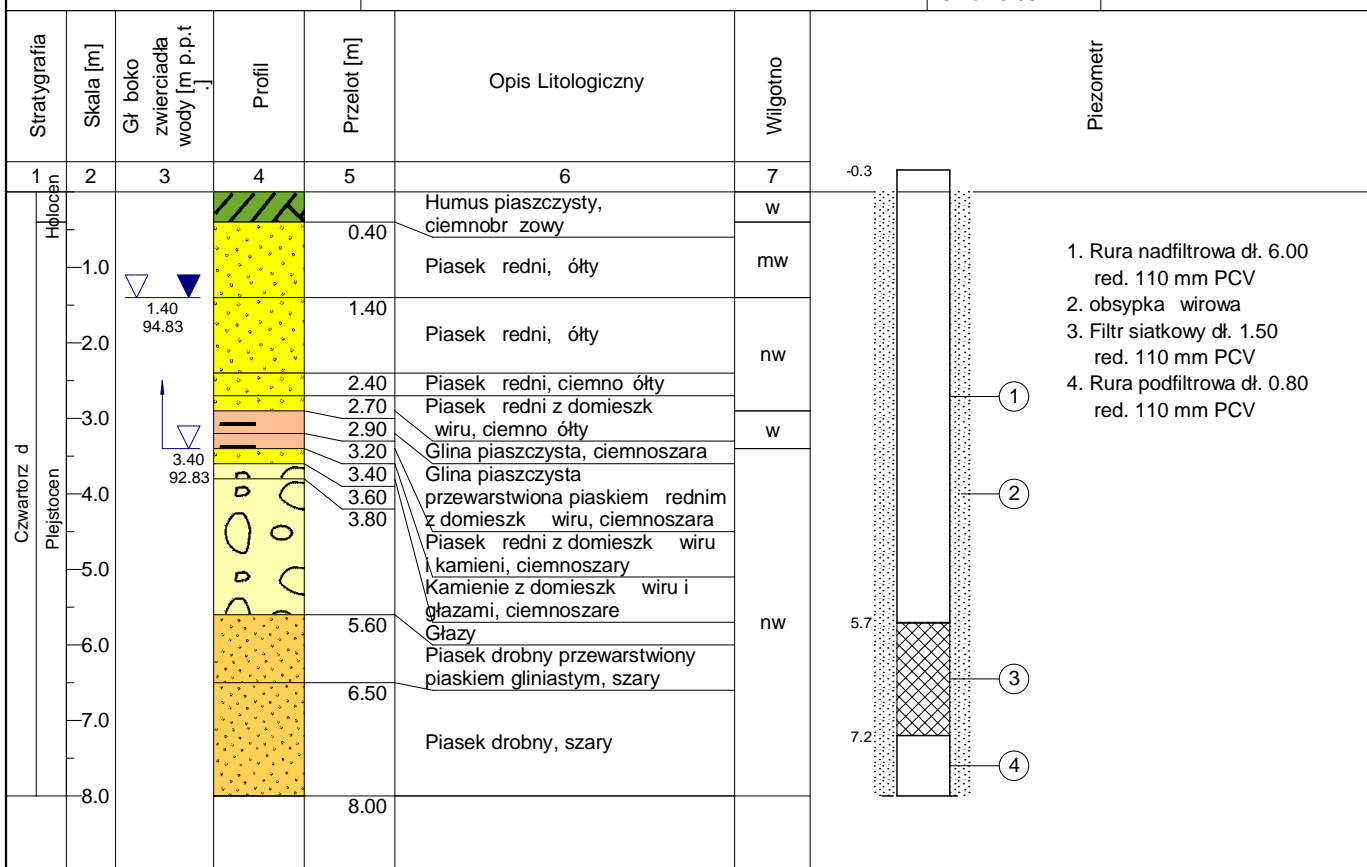 Stratygrafia
Skala [m]
Gł boko
zwierciadła
wody [m p.p.t
.]
Profil
Przelot [m]
Opis Litologiczny
Wilgotno
Piezometr
1
2
3
4
5
6
7
Holocen
Czwartorz d
Plejstocen
1.0
2.0
3.0
4.0
5.0
6.0
7.0
8.0
1.40
94.83
3.40
92.83
0.40
1.40
2.40
2.70
2.90
3.20
3.40
3.60
3.80
5.60
6.50
8.00
Humus piaszczysty,
ciemnobr zowy
Piasek redni, ółty
Piasek redni, ółty
Piasek redni, ciemno ółty
Piasek redni z domieszk
wiru, ciemno ółty
Glina piaszczysta, ciemnoszara
Glina piaszczysta
przewarstwiona piaskiem rednim
z domieszk wiru, ciemnoszara
Piasek redni z domieszk wiru
i kamieni, ciemnoszary
Kamienie z domieszk wiru i
głazami, ciemnoszare
Głazy
Piasek drobny przewarstwiony
piaskiem gliniastym, szary
Piasek drobny, szary
w
mw
nw
w
nw
-0.3
5.7
7.2
1
2
3
4
1. Rura nadfiltrowa dł. 6.00
red. 110 mm PCV
2. obsypka wirowa
3. Filtr siatkowy dł. 1.50
red. 110 mm PCV
4. Rura podfiltrowa dł. 0.80
red. 110 mm PCV